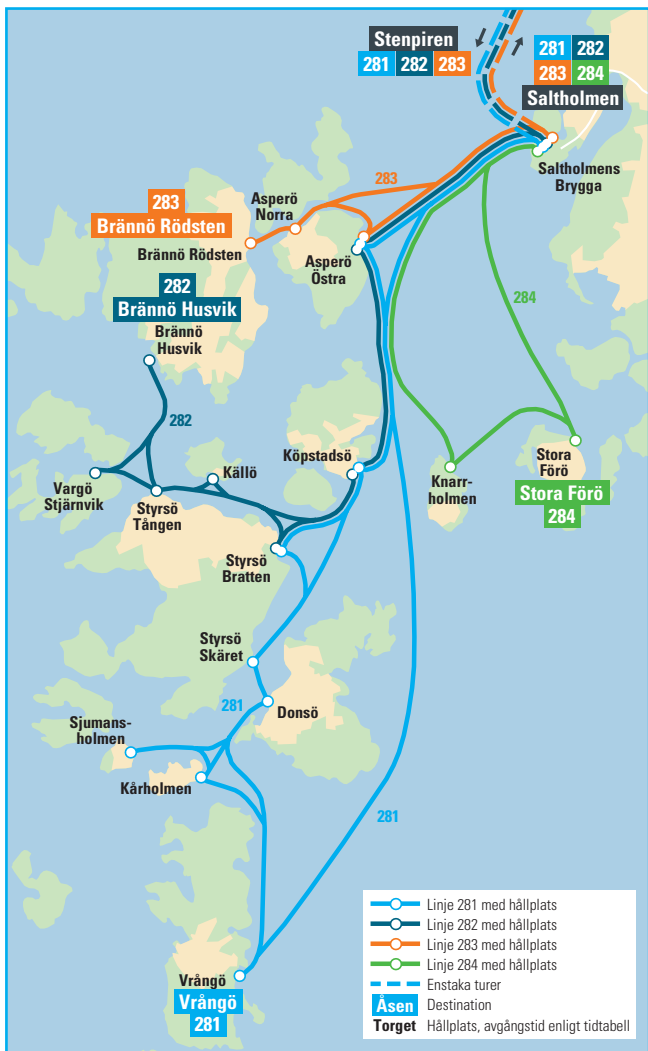 Stenpiren
281 282 283
281 282
283 284
Saltholmen
Saltholmens
Brygga
283
283
Brännö Rödsten
Asperö
Norra
Brännö Rödsten
Asperö
Östra
282
Brännö Husvik
Brännö
Husvik
284
282
Köpstadsö
Källö
Vargö
Stjärnvik
Styrsö
Tången
Knarr-
holmen
Stora
Förö
Stora Förö
284
Styrsö
Bratten
Styrsö
Skäret
281
Donsö
Sjumans-
holmen
Kårholmen
281
Vrångö
Vrångö
281
Linje 281 med hållplats
Linje 282 med hållplats
Linje 283 med hållplats
Linje 284 med hållplats
Enstaka turer
Åsen Destination
Torget Hållplats, avgångstid enligt tidtabell